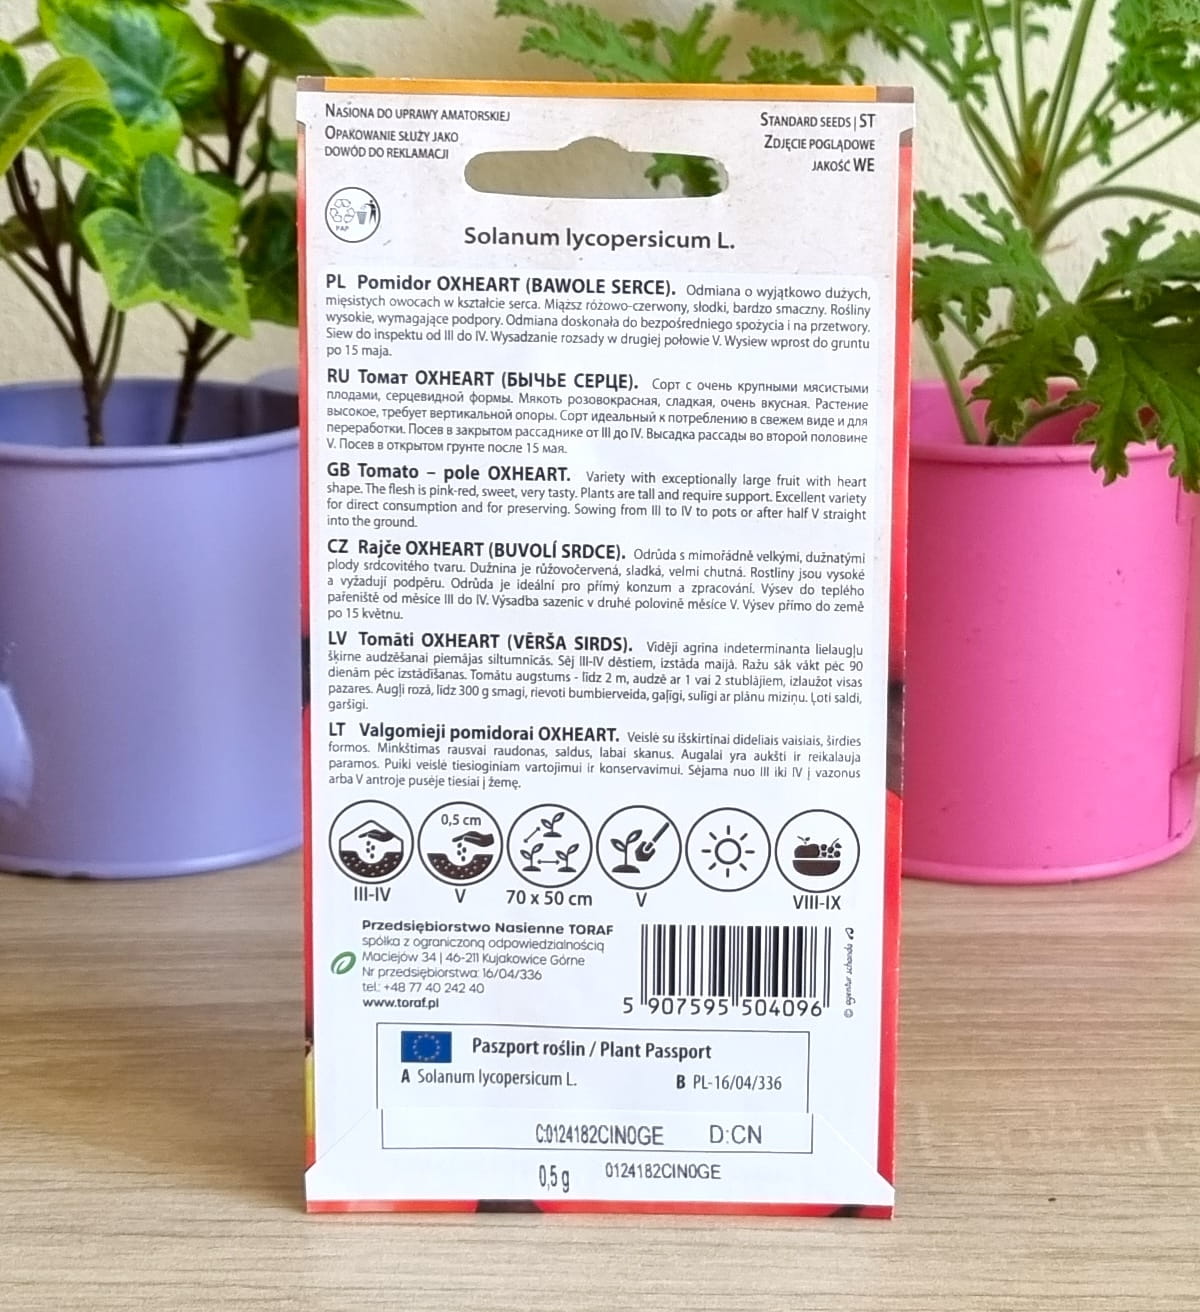 NASIONA DO UPRAWY AMATORSKIEJ
OPAKOWANIE SŁUŻY JAKO
DOWÓD DO REKLAMACJI
STANDARD SEEDS | ST
ZDJĘCIE POGLĄDOWE
JAKOŚĆ WE
PAP
Solanum lycopersicum L.
PL Pomidor OXHEART (BAWOLE SERCE). Odmiana o wyjątkowo dużych,
mięsistych owocach w kształcie serca. Miąższ różowo-czerwony, słodki, bardzo smaczny. Rośliny
wysokie, wymagające podpory. Odmiana doskonała do bezpośredniego spożycia i na przetwory.
Siew do inspektu od III do IV. Wysadzanie rozsady w drugiej połowie V. Wysiew wprost do gruntu
po 15 maja.
RU Томат OXHEART (БЫЧЬЕ СЕРЦЕ). Сорт с очень крупными мясистыми
плодами, серцевидной формы. Мякоть розовокрасная, сладкая, очень вкусная. Растение
высокое, требует вертикальной опоры. Сорт идеальный к потреблению в свежем виде и для
переработки. Посев в закрытом рассаднике от III до IV. Высадка рассады во второй половине
V. Посев в открытом грунте после 15 мая.
GB Tomato – pole OXHEART. Variety with exceptionally large fruit with heart
shape. The flesh is pink-red, sweet, very tasty. Plants are tall and require support. Excellent variety
for direct consumption and for preserving. Sowing from III to IV to pots or after half V straight
into the ground.
CZ Rajče OXHEART (BUVOLÍ SRDCE). Odrůda s mimořádně velkými, dužnatými
plody srdcovitého tvaru. Dužnina je růžovočervená, sladká, velmi chutná. Rostliny jsou vysoké
a vyžadují podpěru. Odrůda je ideální pro přímý konzum a zpracování. Výsev do teplého
pařeniště od měsíce III do IV. Výsadba sazenic v druhé polovině měsíce V. Výsev přímo do země
po 15 květnu.
LV Tomāti OXHEART (VĒRŠA SIRDS). Vidēji agrīna indeterminanta lielaugļu
šķirne audzēšanai piemājas siltumnīcās. Sēj III-IV dēstiem, izstāda maijā. Ražu sāk vākt pēc 90
dienām pēc izstādīšanas. Tomātu augstums - līdz 2 m, audzē ar 1 vai 2 stublājiem, izlaužot visas
pazares. Augļi rozā, līdz 300 g smagi, rievoti bumbierveida, gaļīgi, sulīgi ar plānu miziņu. Ļoti saldi,
garšīgi.
LT Valgomieji pomidorai OXHEART. Veislė su išskirtinai dideliais vaisiais, širdies
formos. Minkštimas rausvai raudonas, saldus, labai skanus. Augalai yra aukšti ir reikalauja
paramos. Puiki veislė tiesioginiam vartojimui ir konservavimui. Sėjama nuo III iki IV į vazonus
arba V antroje pusėje tiesiai į žemę.
0,5 cm
III-IV V 70 x 50 cm V VIII-IX
Przedsiębiorstwo Nasienne TORAF
spółka z ograniczoną odpowiedzialnością
Maciejów 34 | 46-211 Kujakowice Górne
Nr przedsiębiorstwa: 16/04/336
tel.: +48 77 40 242 40
www.toraf.pl
5 907595 504096
© agentur schanda
Paszport roślin / Plant Passport
A Solanum lycopersicum L. B PL-16/04/336
C:0124182CINOGE D:CN
0,5 g 0124182CINOGE